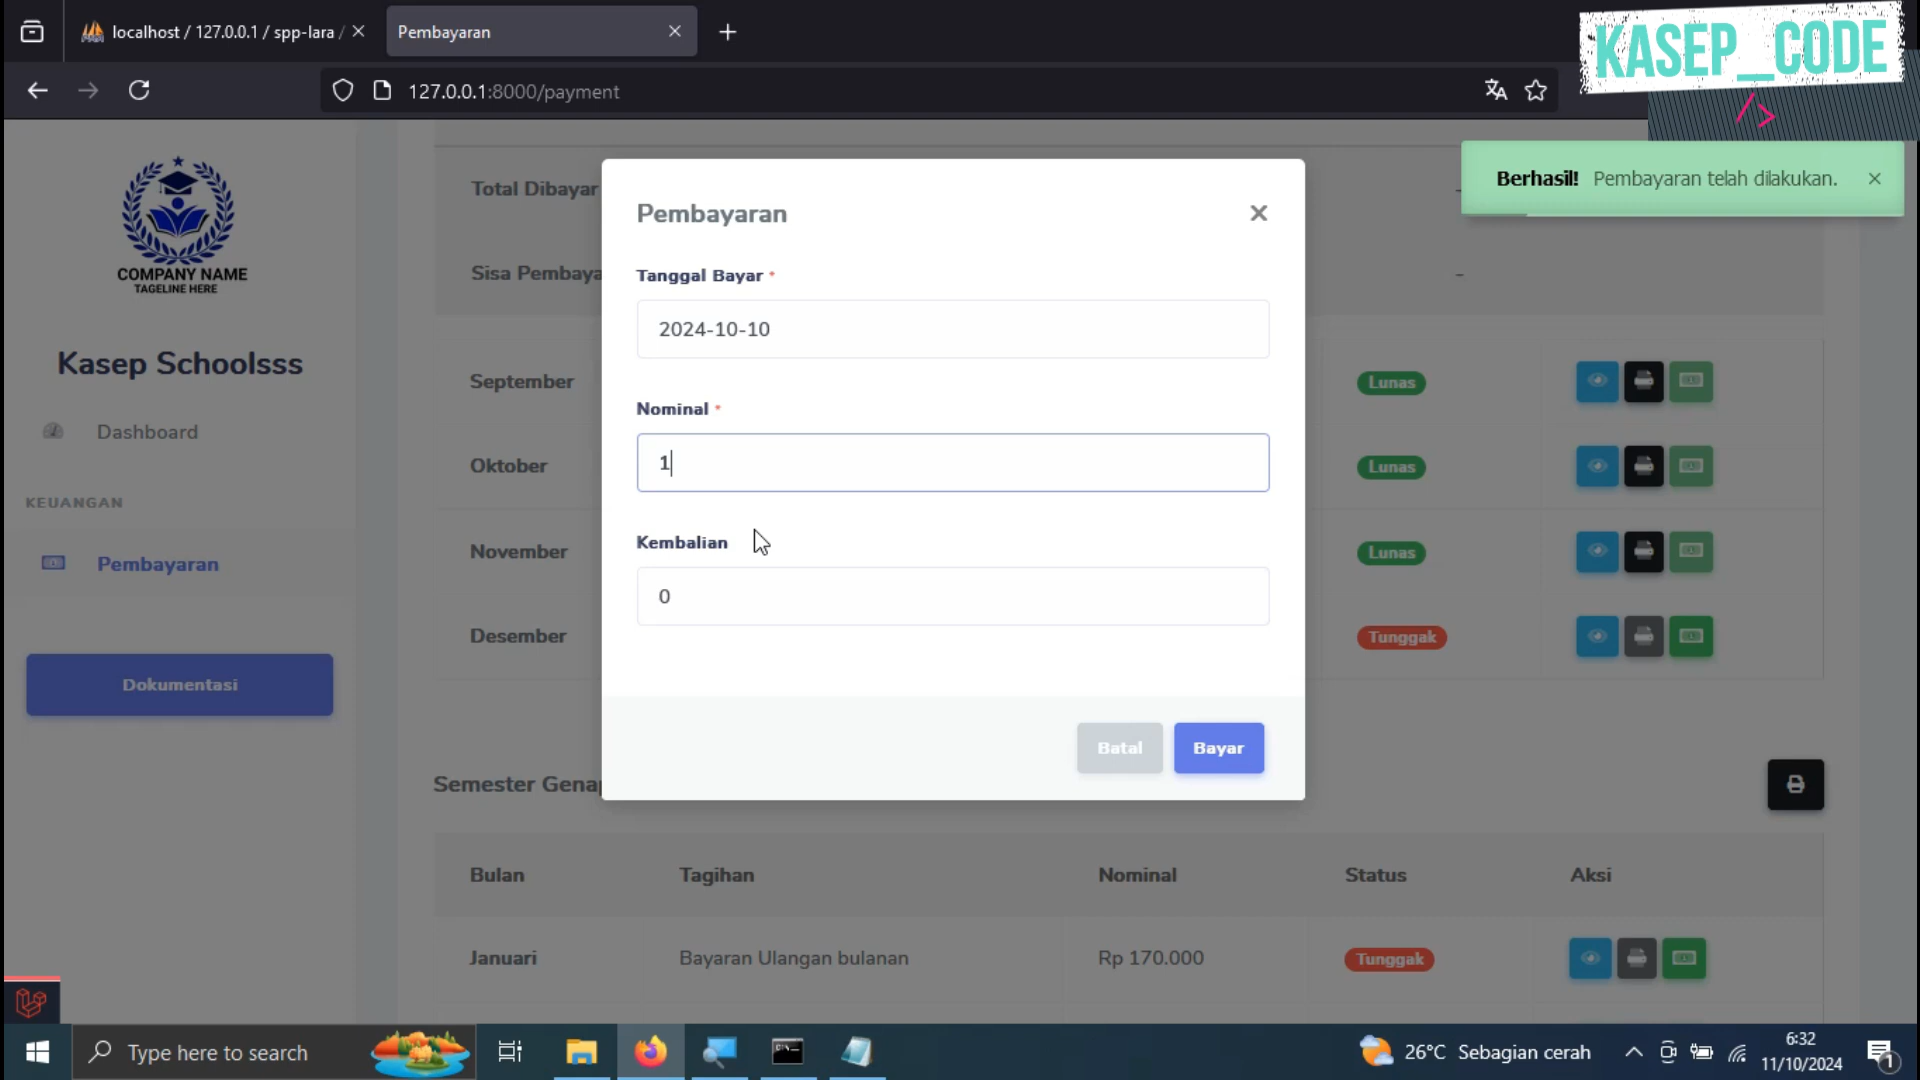 localhost / 127.0.0.1 / spp-lara /
Pembayaran
KASEP_CODE
/>
127.0.0.1:8000/payment
Berhasil! Pembayaran telah dilakukan.
COMPANY NAME
TAGLINE HERE
Kasep Schoolsss
Dashboard
KEUANGAN
Pembayaran
Dokumentasi
Total Dibayar
-
Sisa Pembaya
-
Pembayaran
Tanggal Bayar *
2024-10-10
Nominal *
1
Kembalian
0
Batal Bayar
September Lunas
Oktober Lunas
November Lunas
Desember Tunggak
Semester Gena
Bulan Tagihan Nominal Status Aksi
Januari Bayaran Ulangan bulanan Rp 170.000 Tunggak
Type here to search
26°C Sebagian cerah
6:32
11/10/2024
1